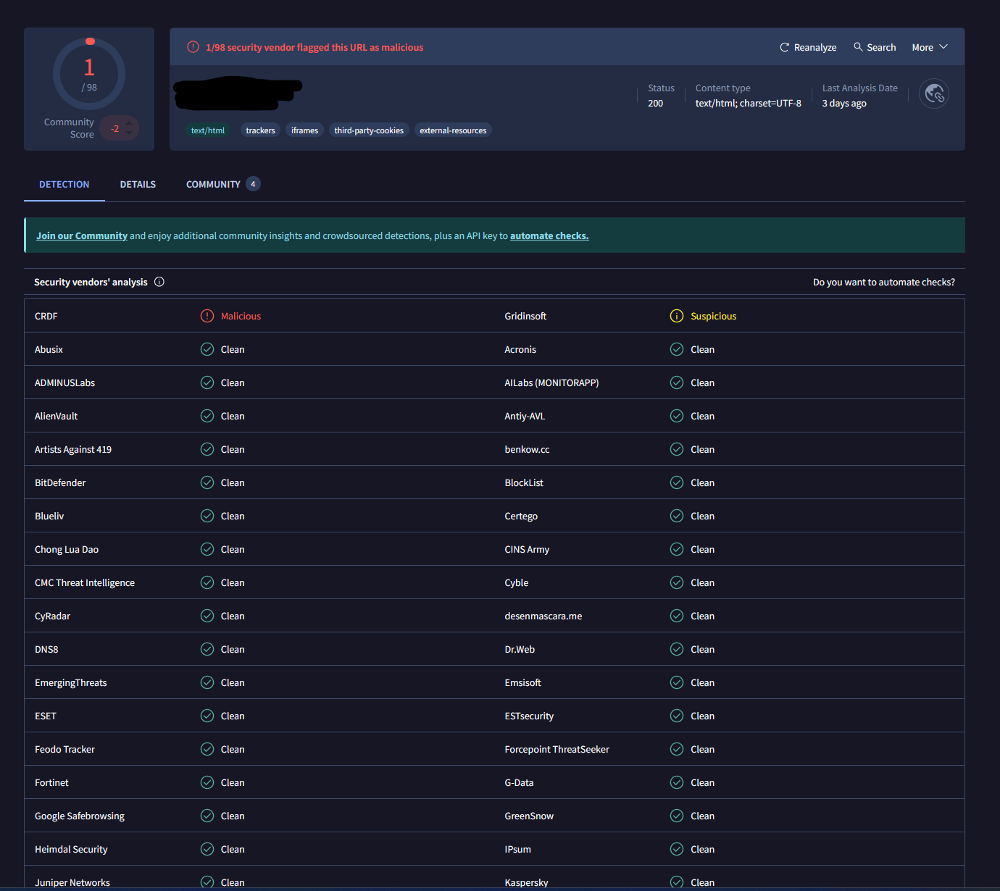 1/98 security vendor flagged this URL as malicious
Reanalyze Search More
1
/ 98
Community Score -2
Status
200
Content type
text/html; charset=UTF-8
Last Analysis Date
3 days ago
text/html trackers iframes third-party-cookies external-resources
DETECTION DETAILS COMMUNITY 4
Join our Community and enjoy additional community insights and crowdsourced detections, plus an API key to automate checks.
Security vendors' analysis Do you want to automate checks?
CRDF Malicious Gridinsoft Suspicious
Abusix Clean Acronis Clean
ADMINUSLabs Clean AILabs (MONITORAPP) Clean
AlienVault Clean Antiy-AVL Clean
Artists Against 419 Clean benkow.cc Clean
BitDefender Clean BlockList Clean
Blueliv Clean Certego Clean
Chong Lua Dao Clean CINS Army Clean
CMC Threat Intelligence Clean Cyble Clean
CyRadar Clean desenmascara.me Clean
DNS8 Clean Dr.Web Clean
EmergingThreats Clean Emsisoft Clean
ESET Clean ESTsecurity Clean
Feodo Tracker Clean Forcepoint ThreatSeeker Clean
Fortinet Clean G-Data Clean
Google Safebrowsing Clean GreenSnow Clean
Heimdal Security Clean IPsum Clean
Juniper Networks Clean Kaspersky Clean